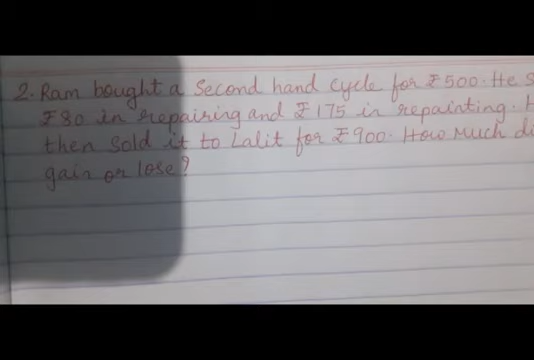 2. Ram bought a Second hand cycle for ₹500. He
₹80 in repairing and ₹175 in repainting.
then sold it to Lalit for ₹900. How Much
gain or lose?